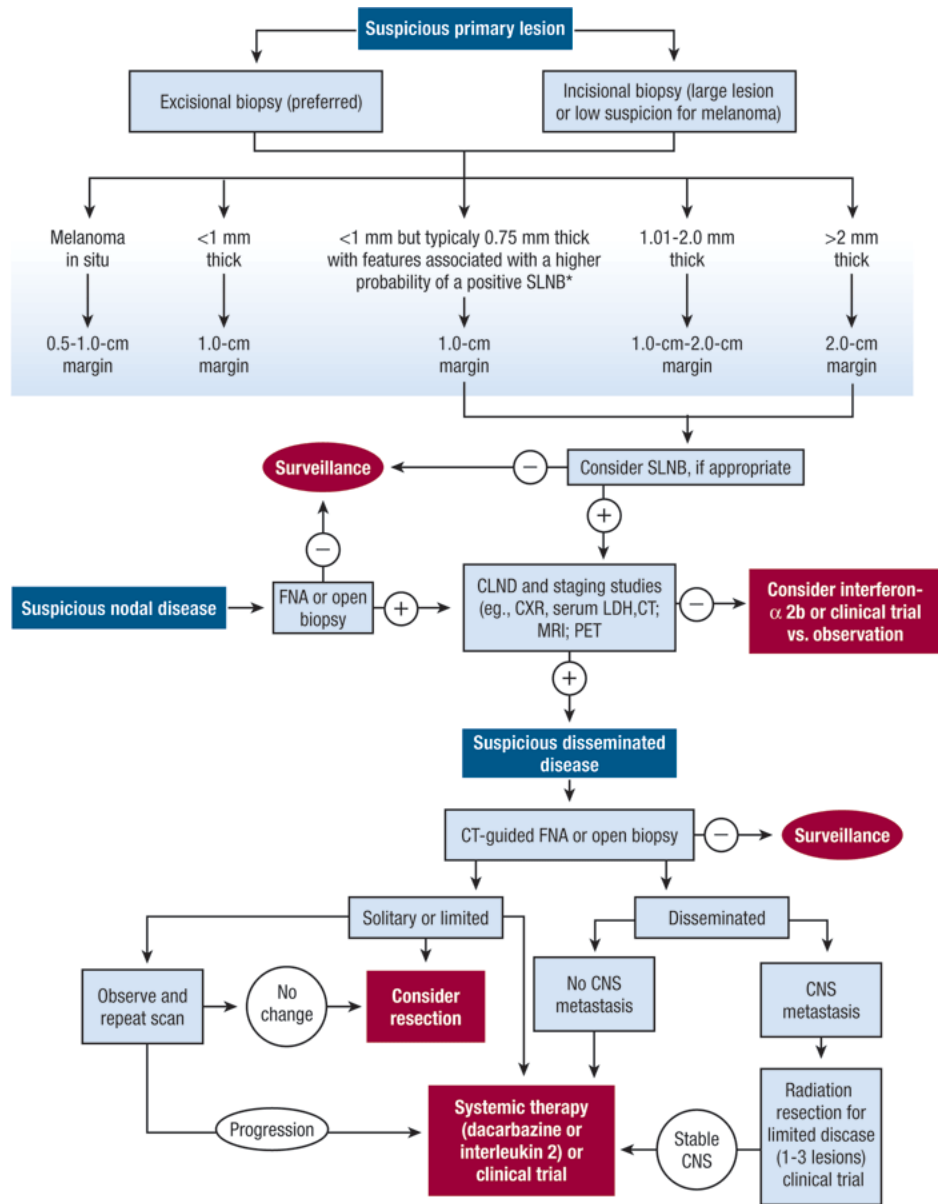 Suspicious primary lesion
Excisional biopsy (preferred)
Incisional biopsy (large lesion
or low suspicion for melanoma)
Melanoma
in situ
<1 mm
thick
<1 mm but typicaly 0.75 mm thick
with features associated with a higher
probability of a positive SLNB*
1.01-2.0 mm
thick
>2 mm
thick
0.5-1.0-cm
margin
1.0-cm
margin
1.0-cm
margin
1.0-cm-2.0-cm
margin
2.0-cm
margin
Surveillance
−
Consider SLNB, if appropriate
+
−
Suspicious nodal disease
FNA or open
biopsy
+
CLND and staging studies
(eg., CXR, serum LDH,CT;
MRI; PET
−
Consider interferon-
α 2b or clinical trial
vs. observation
+
Suspicious disseminated
disease
CT-guided FNA or open biopsy
−
Surveillance
Solitary or limited
Disseminated
Observe and
repeat scan
No
change
Consider
resection
No CNS
metastasis
CNS
metastasis
Progression
Systemic therapy
(dacarbazine or
interleukin 2) or
clinical trial
Stable
CNS
Radiation
resection for
limited discase
(1-3 lesions)
clinical trial